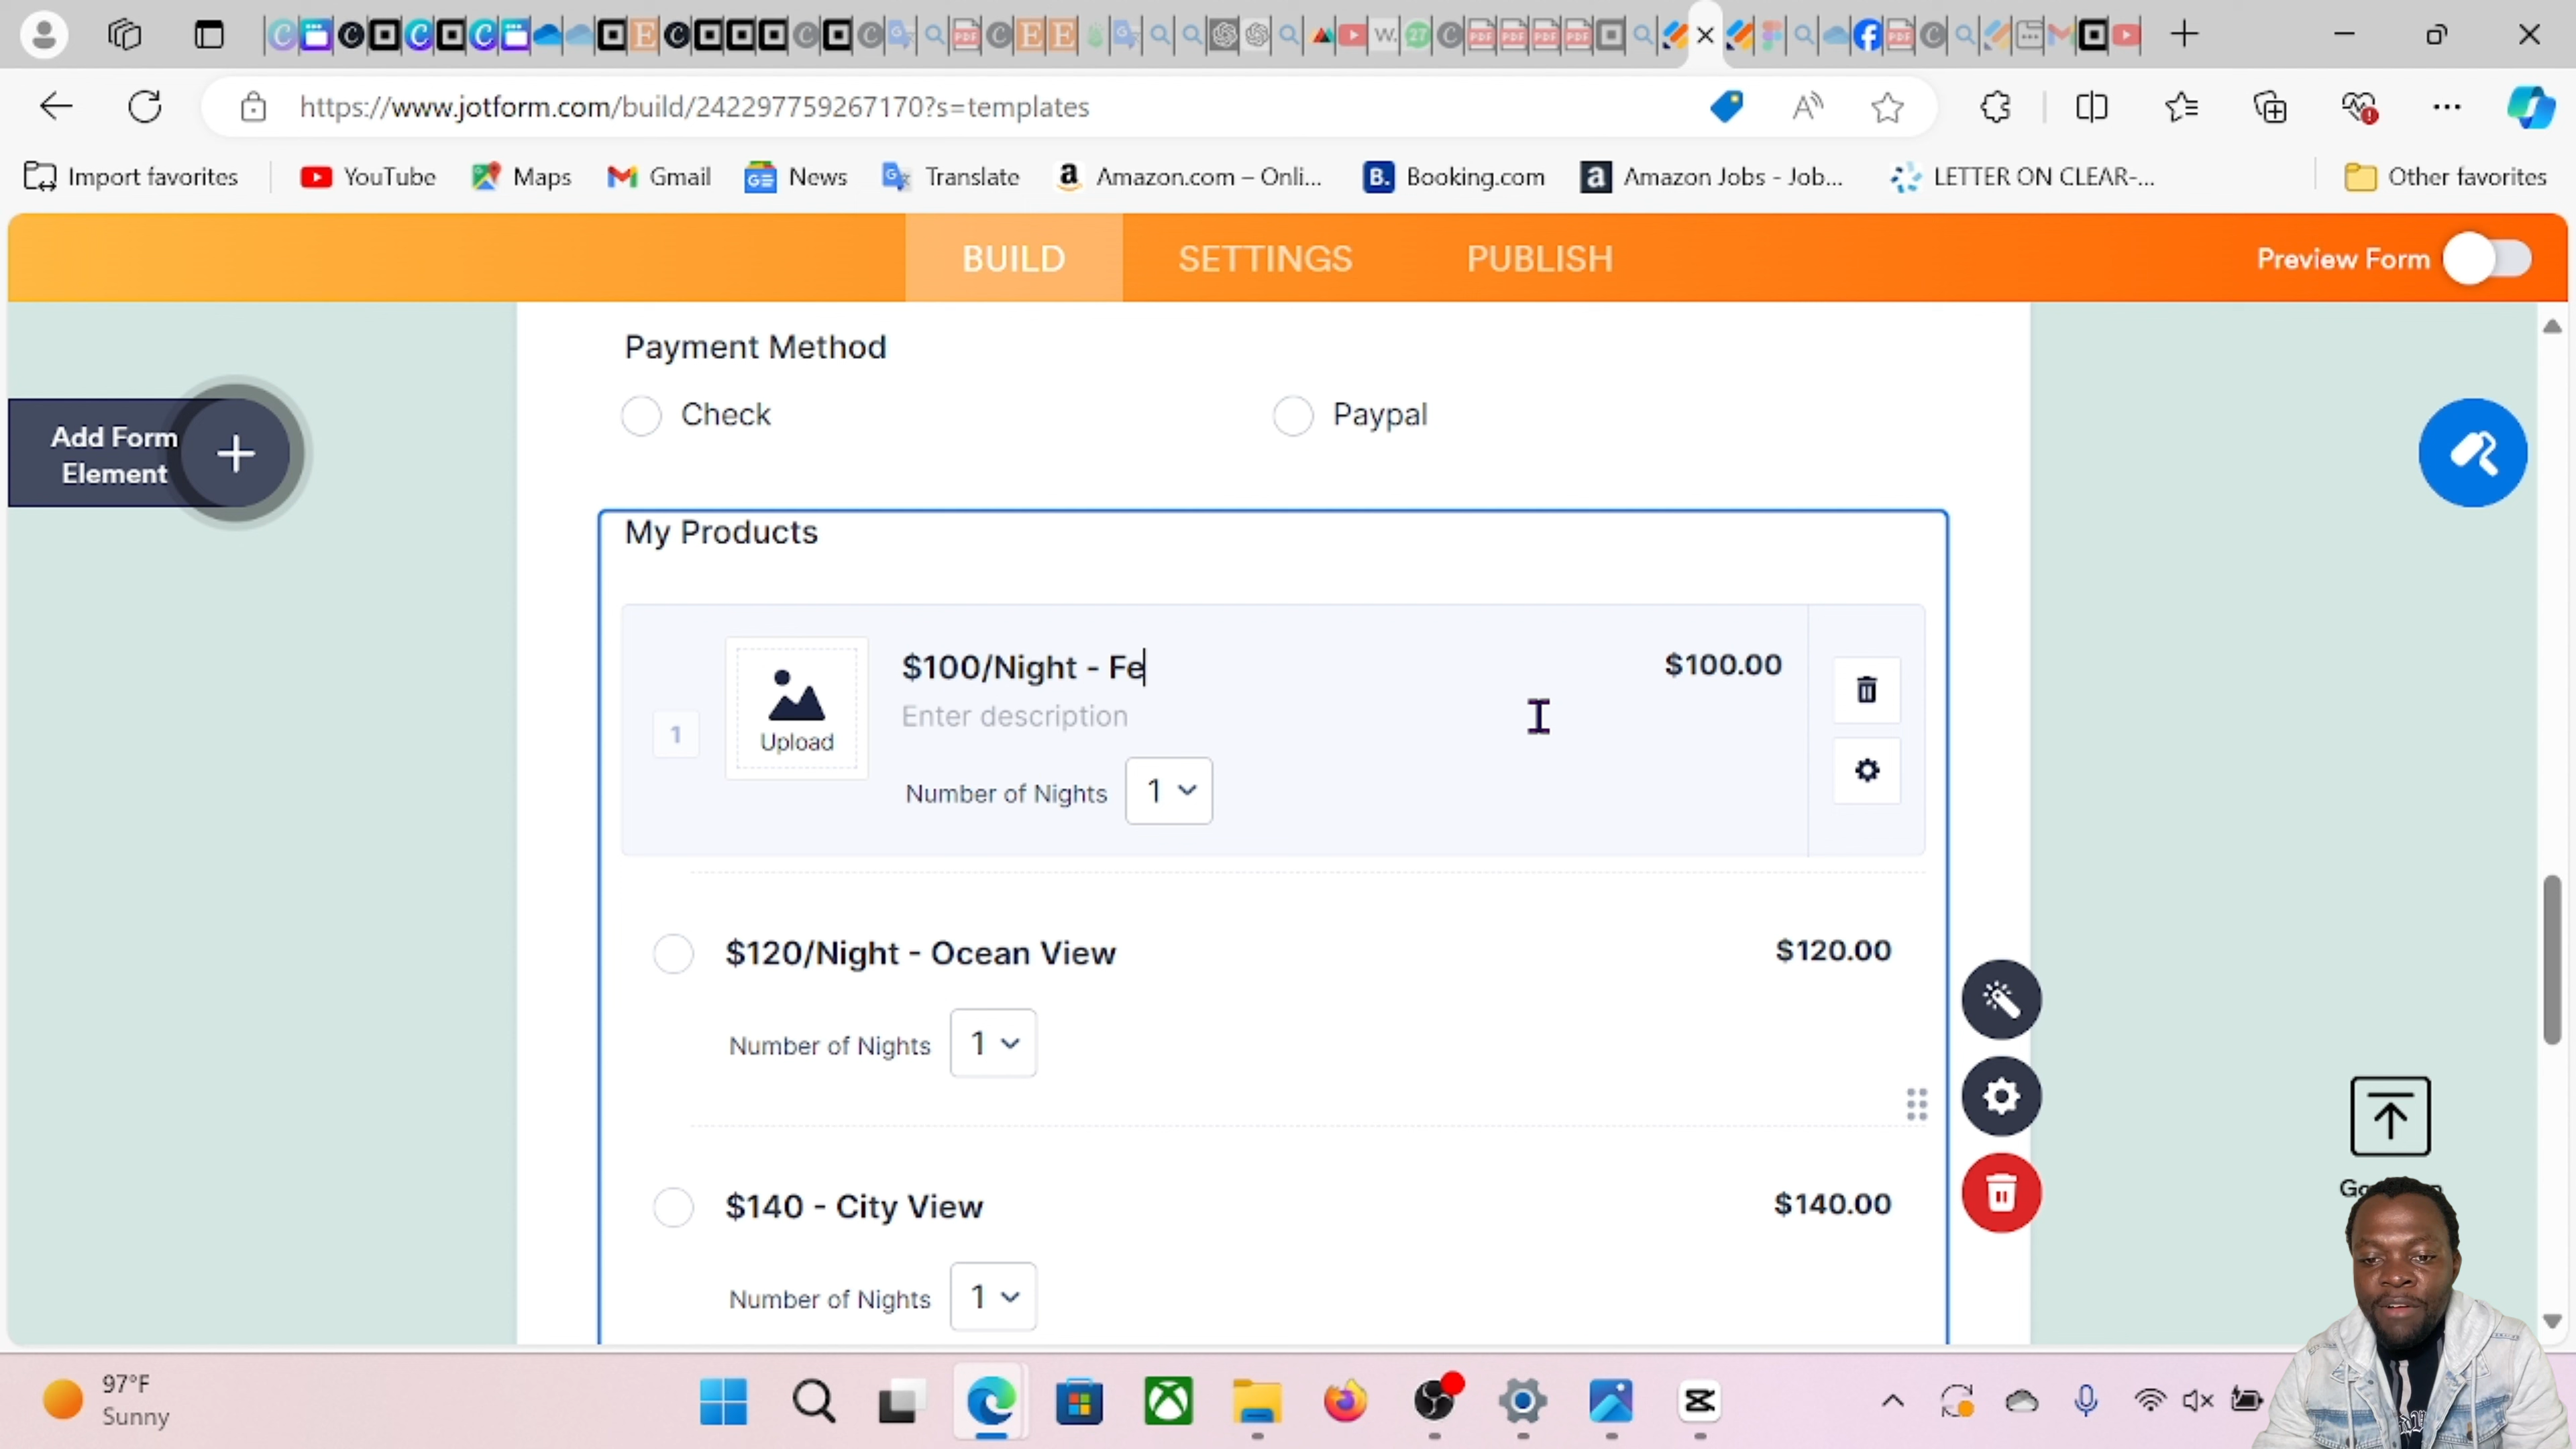 https://www.jotform.com/build/242297759267170?s=templates
Import favorites
YouTube
Maps
Gmail
News
Translate
Amazon.com – Onli...
Booking.com
Amazon Jobs - Job...
LETTER ON CLEAR-...
Other favorites
BUILD
SETTINGS
PUBLISH
Preview Form
Payment Method
Check
Paypal
Add Form
Element
My Products
1
Upload
$100/Night - Fe
$100.00
Enter description
Number of Nights 1
$120/Night - Ocean View
$120.00
Number of Nights 1
$140 - City View
$140.00
Number of Nights 1
97°F
Sunny